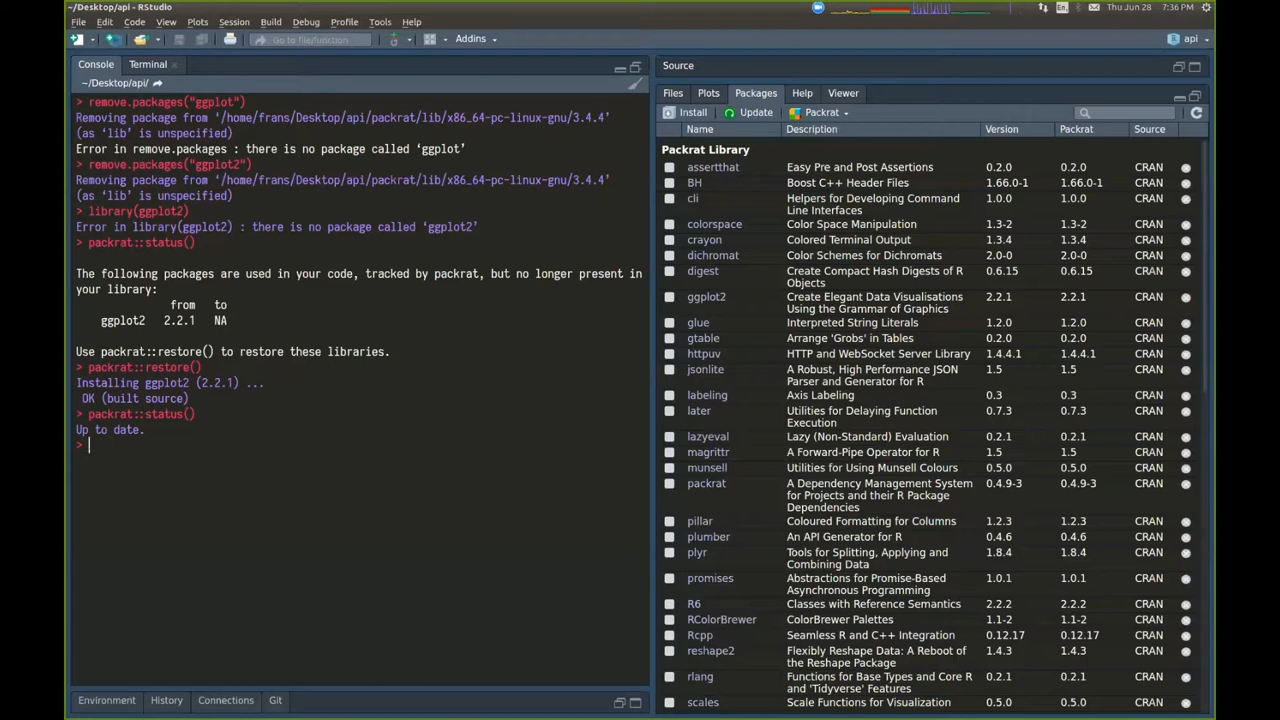 ~/Desktop/api - RStudio
En
Thu Jun 28
7:36 PM
File Edit Code View Plots Session Build Debug Profile Tools Help
Go to file/function
Addins
api
Console Terminal
~/Desktop/api/
> remove.packages("ggplot")
Removing package from ‘/home/frans/Desktop/api/packrat/lib/x86_64-pc-linux-gnu/3.4.4’
(as ‘lib’ is unspecified)
Error in remove.packages : there is no package called ‘ggplot’
> remove.packages("ggplot2")
Removing package from ‘/home/frans/Desktop/api/packrat/lib/x86_64-pc-linux-gnu/3.4.4’
(as ‘lib’ is unspecified)
> library(ggplot2)
Error in library(ggplot2) : there is no package called ‘ggplot2’
> packrat::status()
The following packages are used in your code, tracked by packrat, but no longer present in
your library:
from to
ggplot2 2.2.1 NA
Use packrat::restore() to restore these libraries.
> packrat::restore()
Installing ggplot2 (2.2.1) ...
OK (built source)
> packrat::status()
Up to date.
>
Environment History Connections Git
Source
Files Plots Packages Help Viewer
Install Update Packrat
Name Description Version Packrat Source
Packrat Library
assertthat Easy Pre and Post Assertions 0.2.0 0.2.0 CRAN
BH Boost C++ Header Files 1.66.0-1 1.66.0-1 CRAN
cli Helpers for Developing Command 1.0.0 1.0.0 CRAN
Line Interfaces
colorspace Color Space Manipulation 1.3-2 1.3-2 CRAN
crayon Colored Terminal Output 1.3.4 1.3.4 CRAN
dichromat Color Schemes for Dichromats 2.0-0 2.0-0 CRAN
digest Create Compact Hash Digests of R 0.6.15 0.6.15 CRAN
Objects
ggplot2 Create Elegant Data Visualisations 2.2.1 2.2.1 CRAN
Using the Grammar of Graphics
glue Interpreted String Literals 1.2.0 1.2.0 CRAN
gtable Arrange 'Grobs' in Tables 0.2.0 0.2.0 CRAN
httpuv HTTP and WebSocket Server Library 1.4.4.1 1.4.4.1 CRAN
jsonlite A Robust, High Performance JSON 1.5 1.5 CRAN
Parser and Generator for R
labeling Axis Labeling 0.3 0.3 CRAN
later Utilities for Delaying Function 0.7.3 0.7.3 CRAN
Execution
lazyeval Lazy (Non-Standard) Evaluation 0.2.1 0.2.1 CRAN
magrittr A Forward-Pipe Operator for R 1.5 1.5 CRAN
munsell Utilities for Using Munsell Colours 0.5.0 0.5.0 CRAN
packrat A Dependency Management System 0.4.9-3 0.4.9-3 CRAN
for Projects and their R Package
Dependencies
pillar Coloured Formatting for Columns 1.2.3 1.2.3 CRAN
plumber An API Generator for R 0.4.6 0.4.6 CRAN
plyr Tools for Splitting, Applying and 1.8.4 1.8.4 CRAN
Combining Data
promises Abstractions for Promise-Based 1.0.1 1.0.1 CRAN
Asynchronous Programming
R6 Classes with Reference Semantics 2.2.2 2.2.2 CRAN
RColorBrewer ColorBrewer Palettes 1.1-2 1.1-2 CRAN
Rcpp Seamless R and C++ Integration 0.12.17 0.12.17 CRAN
reshape2 Flexibly Reshape Data: A Reboot of 1.4.3 1.4.3 CRAN
the Reshape Package
rlang Functions for Base Types and Core R 0.2.1 0.2.1 CRAN
and 'Tidyverse' Features
scales Scale Functions for Visualization 0.5.0 0.5.0 CRAN